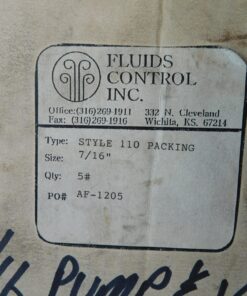 FLUIDS
CONTROL
INC.
Office:(316)269-1911 332 N. Cleveland
Fax: (316)269-1916 Wichita, KS. 67214
Type: STYLE 110 PACKING
Size: 7/16"
Qty: 5#
PO# AF-1205
PUMP &